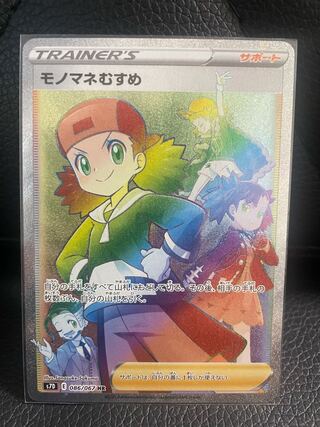 TRAINER'S
サポート
モノマネむすめ
自分の手札をすべて山札にもどして切る。その後、相手の手札の
枚数ぶん、自分の山札を引く。
サポートは、自分の番に1枚しか使えない。
s7D E 086/067 HR